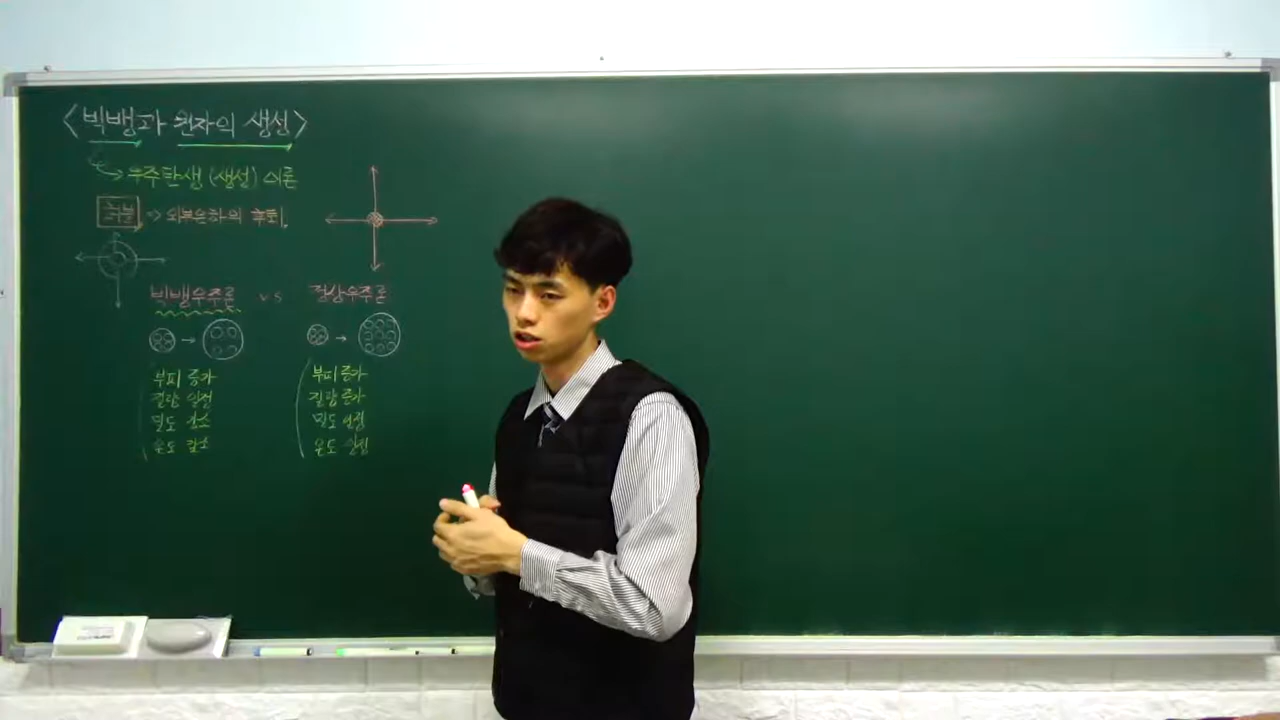 <빅뱅과 원자의 생성>
우주탄생 (생성) 이론
허블 => 외부은하의 후퇴.
빅뱅우주론 vs 정상우주론
부피 증가
질량 일정
밀도 감소
온도 감소
부피 증가
질량 증가
밀도 일정
온도 일정